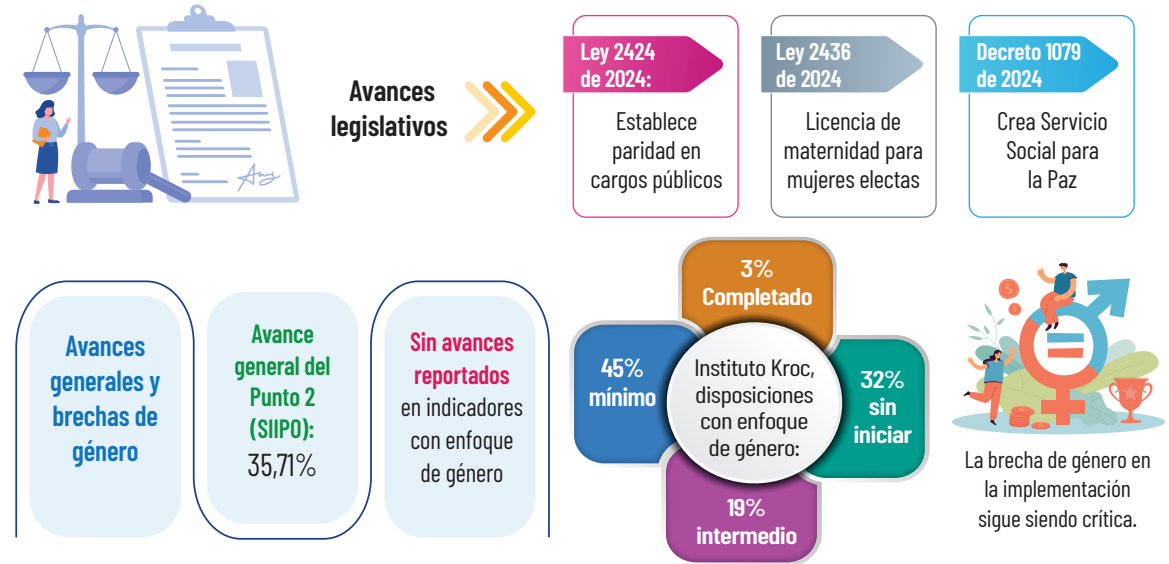 Avances
legislativos
Ley 2424
de 2024:
Establece
paridad en
cargos públicos
Ley 2436
de 2024
Licencia de
maternidad para
mujeres electas
Decreto 1079
de 2024
Crea Servicio
Social para
la Paz
Avances
generales y
brechas de
género
Avance
general del
Punto 2
(SIIPO):
35,71%
Sin avances
reportados
en indicadores
con enfoque
de género
3%
Completado
45%
mínimo
Instituto Kroc,
disposiciones
con enfoque
de género:
32%
sin
iniciar
19%
intermedio
La brecha de género en
la implementación
sigue siendo crítica.